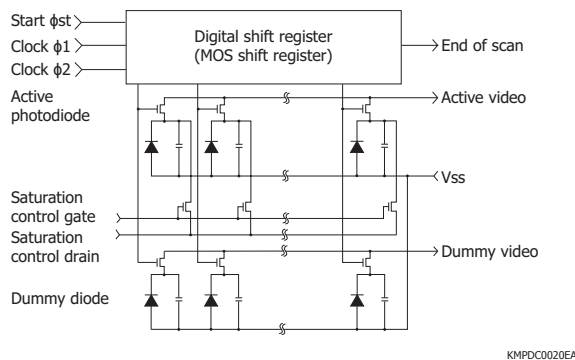 Start ϕst
Clock ϕ1
Clock ϕ2
Digital shift register
(MOS shift register)
End of scan
Active
photodiode
Active video
Vss
Saturation
control gate
Saturation
control drain
Dummy video
Dummy diode
KMPDC0020EA